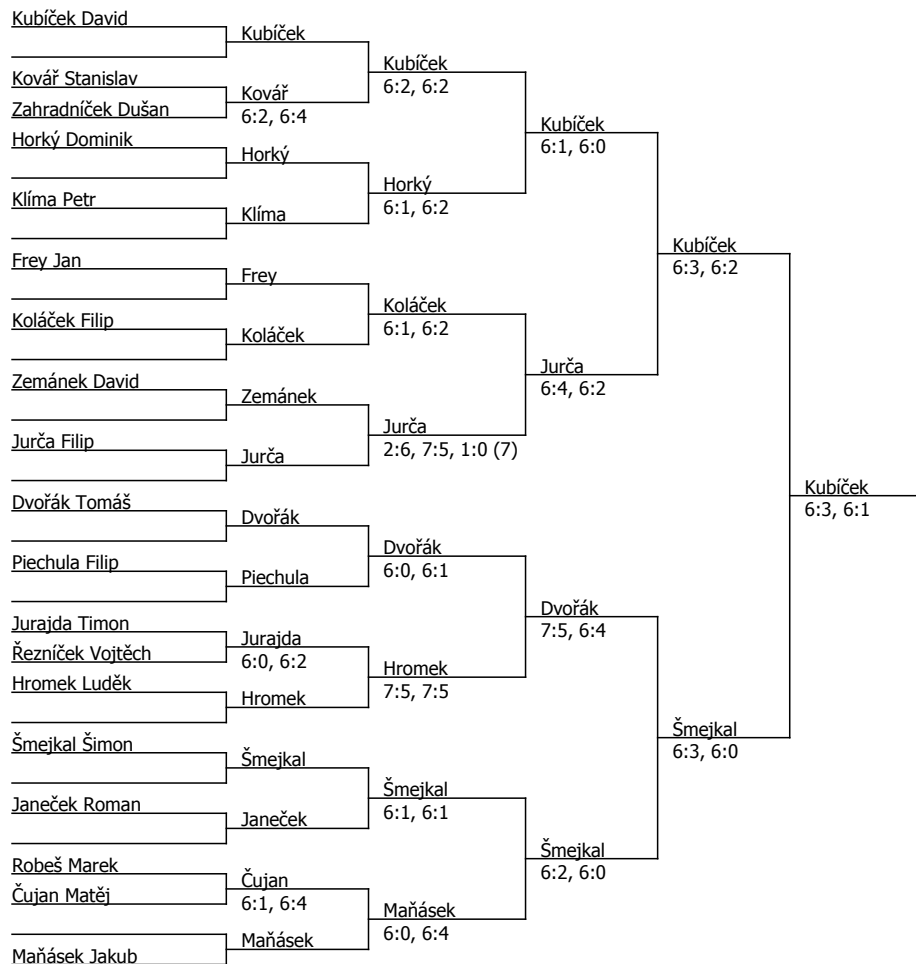 Kubíček David
Kubíček
Kubíček
6:2, 6:2
Kovář Stanislav
Kovář
6:2, 6:4
Zahradníček Dušan
Kubíček
6:1, 6:0
Horký Dominik
Horký
Horký
6:1, 6:2
Klíma Petr
Klíma
Kubíček
6:3, 6:2
Frey Jan
Frey
Koláček
6:1, 6:2
Koláček Filip
Koláček
Jurča
6:4, 6:2
Zemánek David
Zemánek
Jurča
2:6, 7:5, 1:0 (7)
Jurča Filip
Jurča
Kubíček
6:3, 6:1
Dvořák Tomáš
Dvořák
Dvořák
6:0, 6:1
Piechula Filip
Piechula
Dvořák
7:5, 6:4
Jurajda Timon
Jurajda
6:0, 6:2
Řezníček Vojtěch
Hromek
7:5, 7:5
Hromek Luděk
Hromek
Šmejkal
6:3, 6:0
Šmejkal Šimon
Šmejkal
Šmejkal
6:1, 6:1
Janeček Roman
Janeček
Šmejkal
6:2, 6:0
Robeš Marek
Čujan
6:1, 6:4
Čujan Matěj
Maňásek
6:0, 6:4
Maňásek
Maňásek Jakub